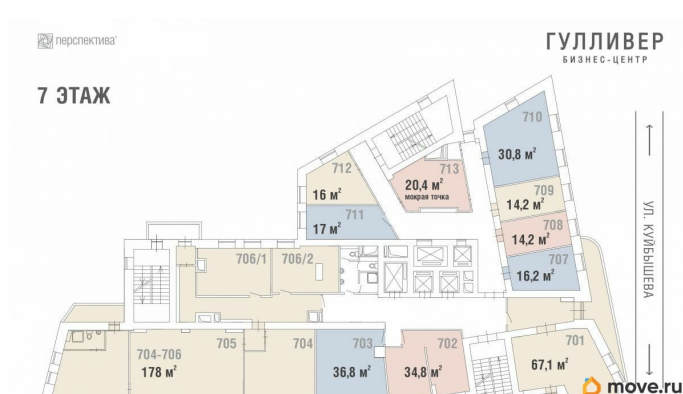 перспектива
ГУЛЛИВЕР
БИЗНЕС-ЦЕНТР
7 ЭТАЖ
710
30,8 м²
712
16 м²
713
20,4 м²
мокрая точка
709
14,2 м²
711
17 м²
708
14,2 м²
707
16,2 м²
706/1
706/2
УЛ. КУЙБЫШЕВА
704-706
178 м²
705
704
703
36,8 м²
702
34,8 м²
701
67,1 м²
move.ru